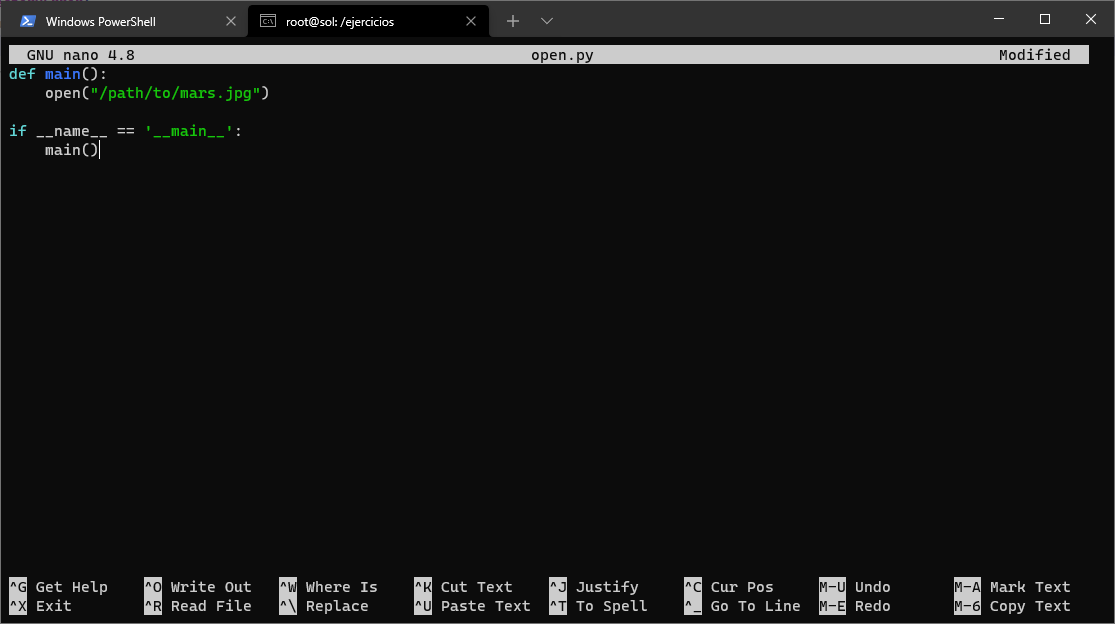 Windows PowerShell
root@sol: /ejercicios
GNU nano 4.8 open.py Modified
def main():
    open("/path/to/mars.jpg")
if __name__ == '__main__':
    main()
^G Get Help ^O Write Out ^W Where Is ^K Cut Text ^J Justify ^C Cur Pos M-U Undo M-A Mark Text
^X Exit ^R Read File ^\ Replace ^U Paste Text ^T To Spell ^_ Go To Line M-E Redo M-6 Copy Text